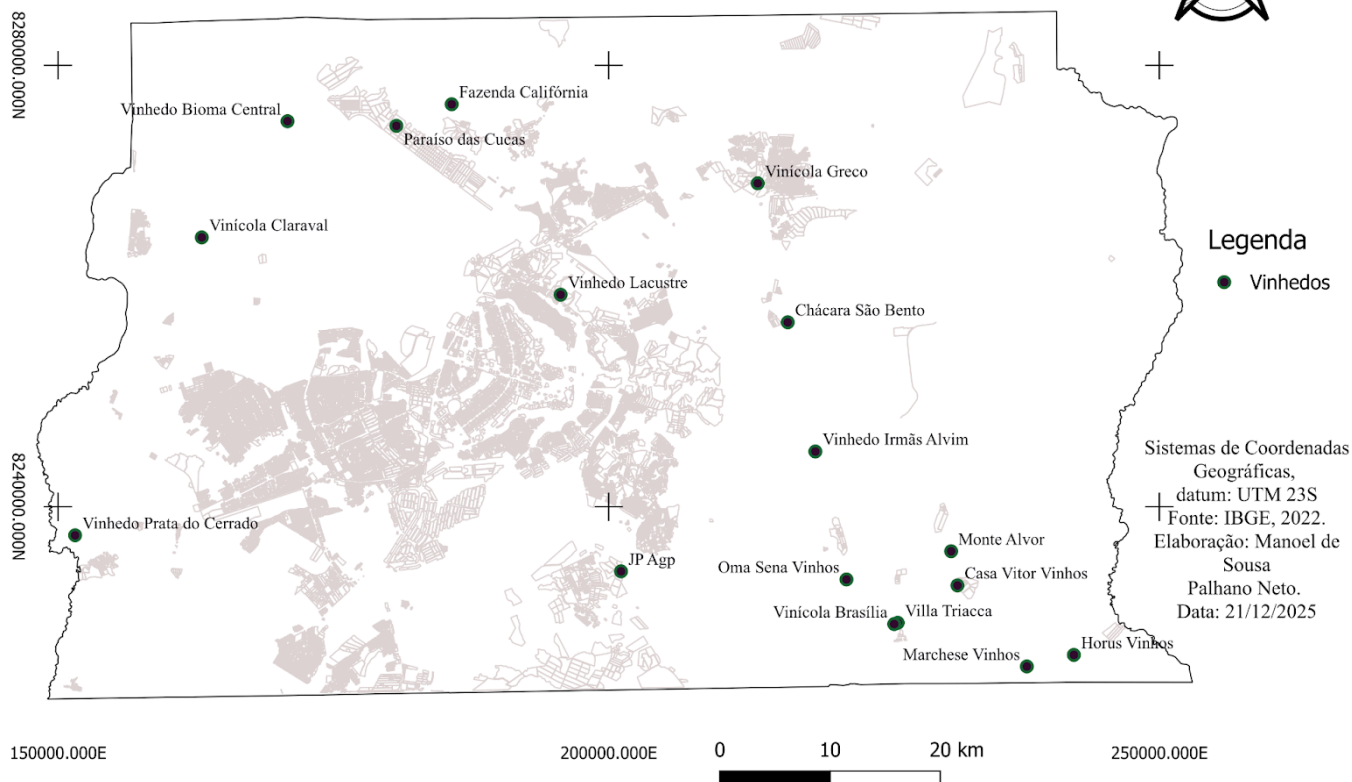 8280000.000N
Fazenda Califórnia
Vinhedo Bioma Central
Paraíso das Cucas
Vinícola Greco
Vinícola Claraval
Legenda
Vinhedo Lacustre
Vinhedos
Chácara São Bento
Vinhedo Irmãs Alvim
Sistemas de Coordenadas
Geográficas,
datum: UTM 23S
Fonte: IBGE, 2022.
Elaboração: Manoel de
Sousa
Palhano Neto.
Data: 21/12/2025
8240000.000N
Vinhedo Prata do Cerrado
Monte Alvor
JP Agp
Oma Sena Vinhos
Casa Vitor Vinhos
Vinícola Brasília
Villa Triacca
Marchese Vinhos
Horus Vinhos
150000.000E
200000.000E
0 10 20 km
250000.000E